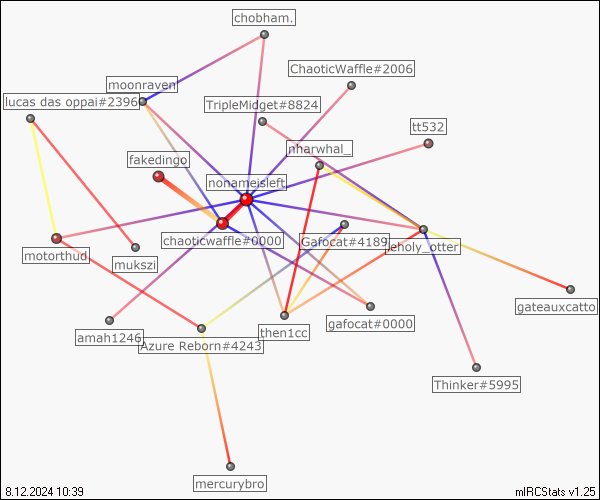 chobham.
ChaoticWaffle#2006
moonraven
lucas das oppai#2396
TripleMidget#8824
tt532
nharwhal_
fakedingo
nonameisleft
chaoticwaffle#0000
Gafocat#4189
leholy_otter
motorthud
mukszi
gateauxcatto
amah1246
Azure Reborn#4243
then1cc
gafocat#0000
Thinker#5995
mercurybro
8.12.2024 10:39
mIRCStats v1.25